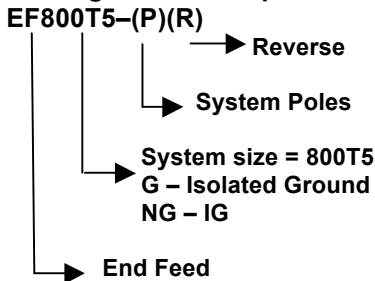 EF800T5–(P)(R)
Reverse
System Poles
System size = 800T5
G – Isolated Ground
NG – IG
End Feed